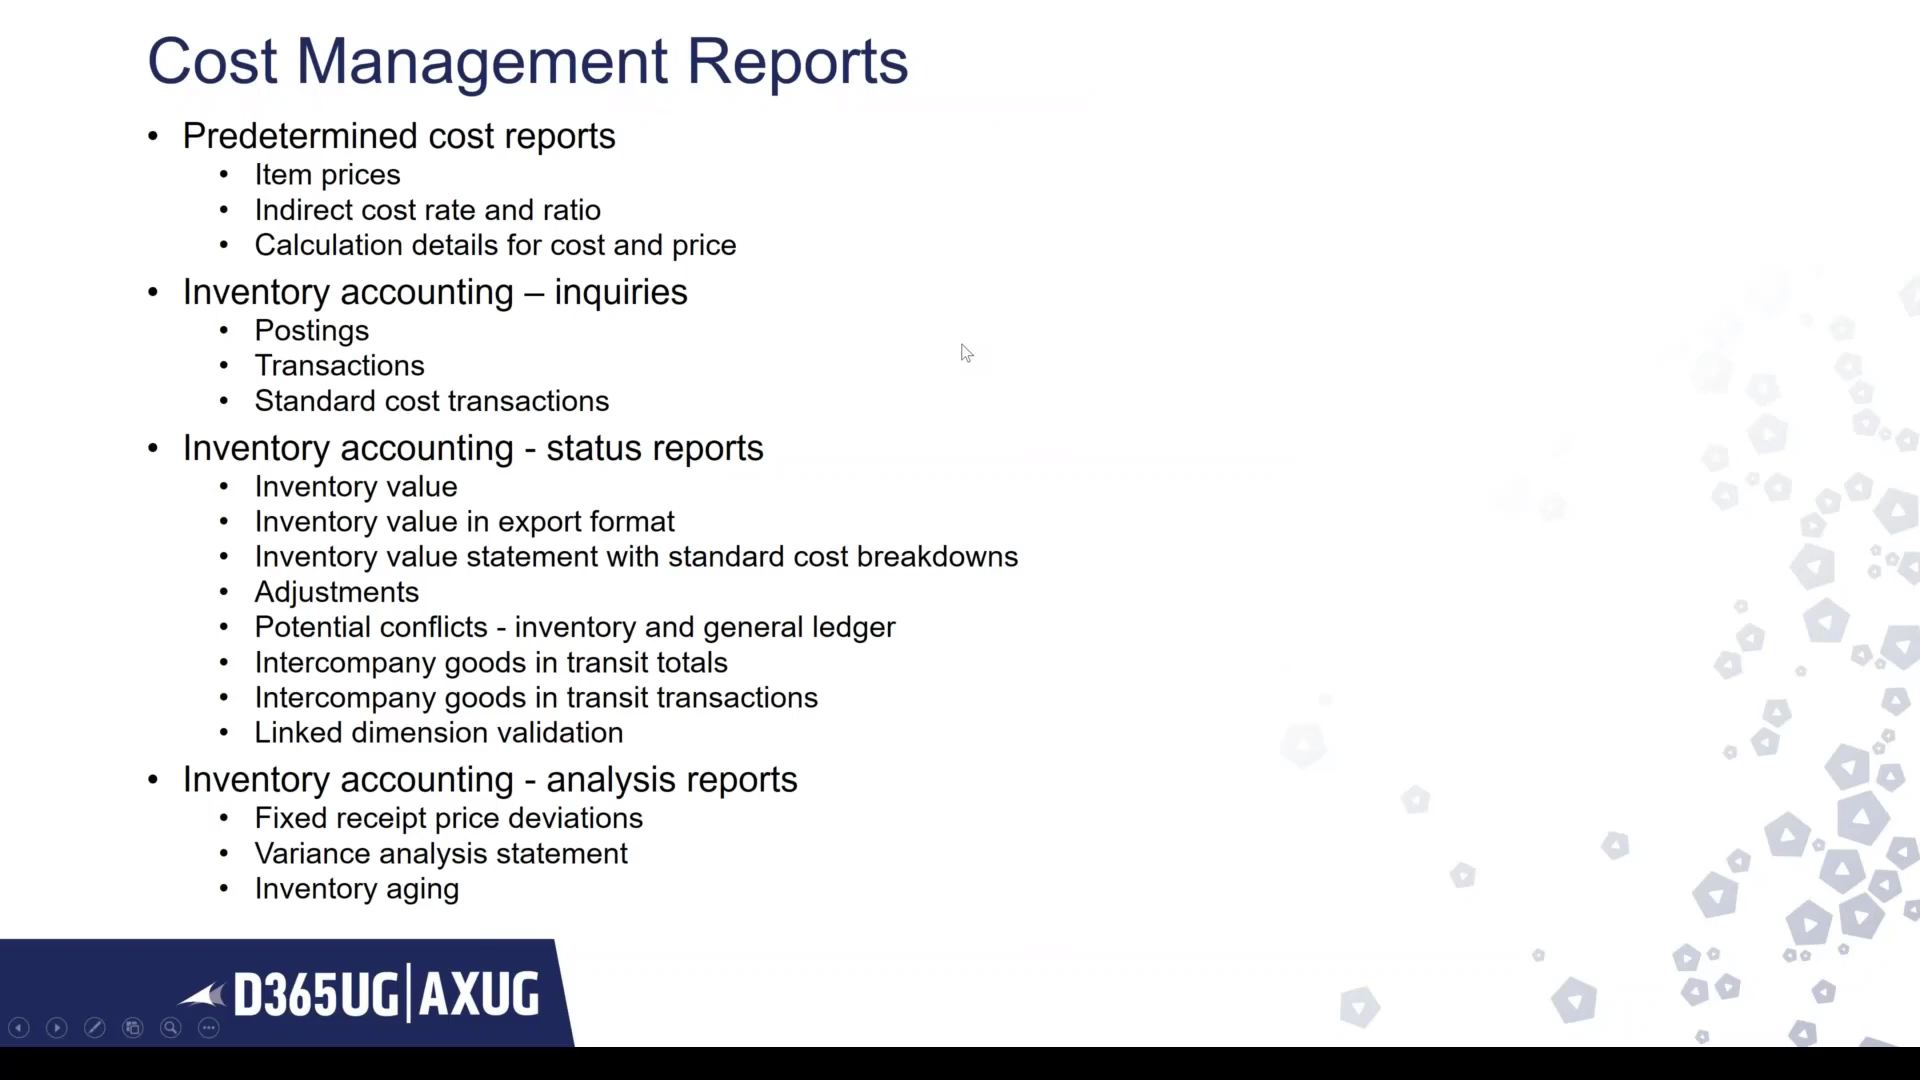 Cost Management Reports
• Predetermined cost reports
• Item prices
• Indirect cost rate and ratio
• Calculation details for cost and price
• Inventory accounting – inquiries
• Postings
• Transactions
• Standard cost transactions
• Inventory accounting - status reports
• Inventory value
• Inventory value in export format
• Inventory value statement with standard cost breakdowns
• Adjustments
• Potential conflicts - inventory and general ledger
• Intercompany goods in transit totals
• Intercompany goods in transit transactions
• Linked dimension validation
• Inventory accounting - analysis reports
• Fixed receipt price deviations
• Variance analysis statement
• Inventory aging
D365UG|AXUG